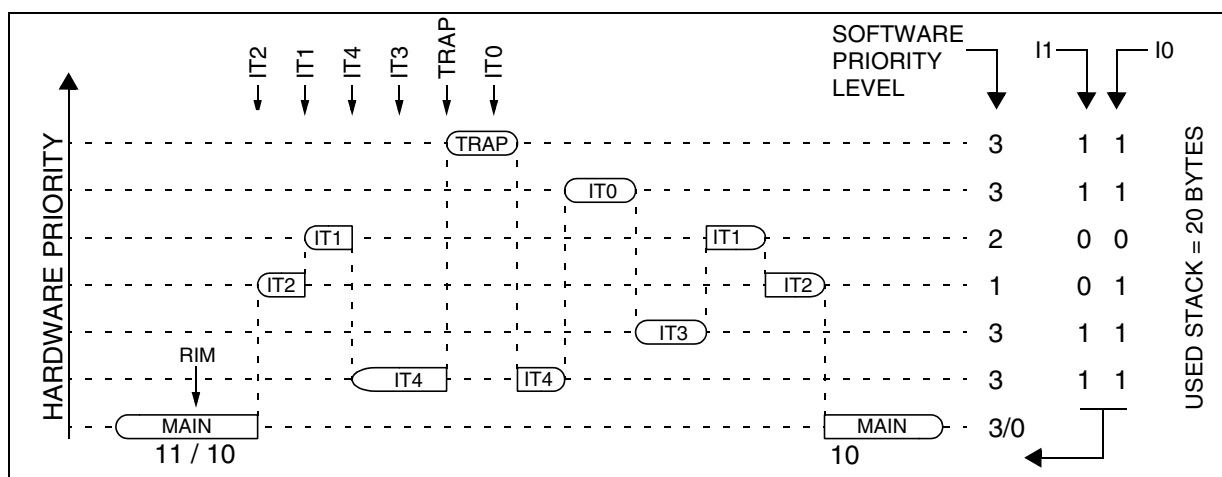 IT2 IT1 IT4 IT3 TRAP IT0
SOFTWARE
PRIORITY
LEVEL
I1 I0
HARDWARE PRIORITY
USED STACK = 20 BYTES
TRAP 3 1 1
IT0 3 1 1
IT1 IT1 2 0 0
IT2 IT2 1 0 1
IT3 3 1 1
RIM
IT4 IT4 3 1 1
MAIN MAIN 3/0
11 / 10 10